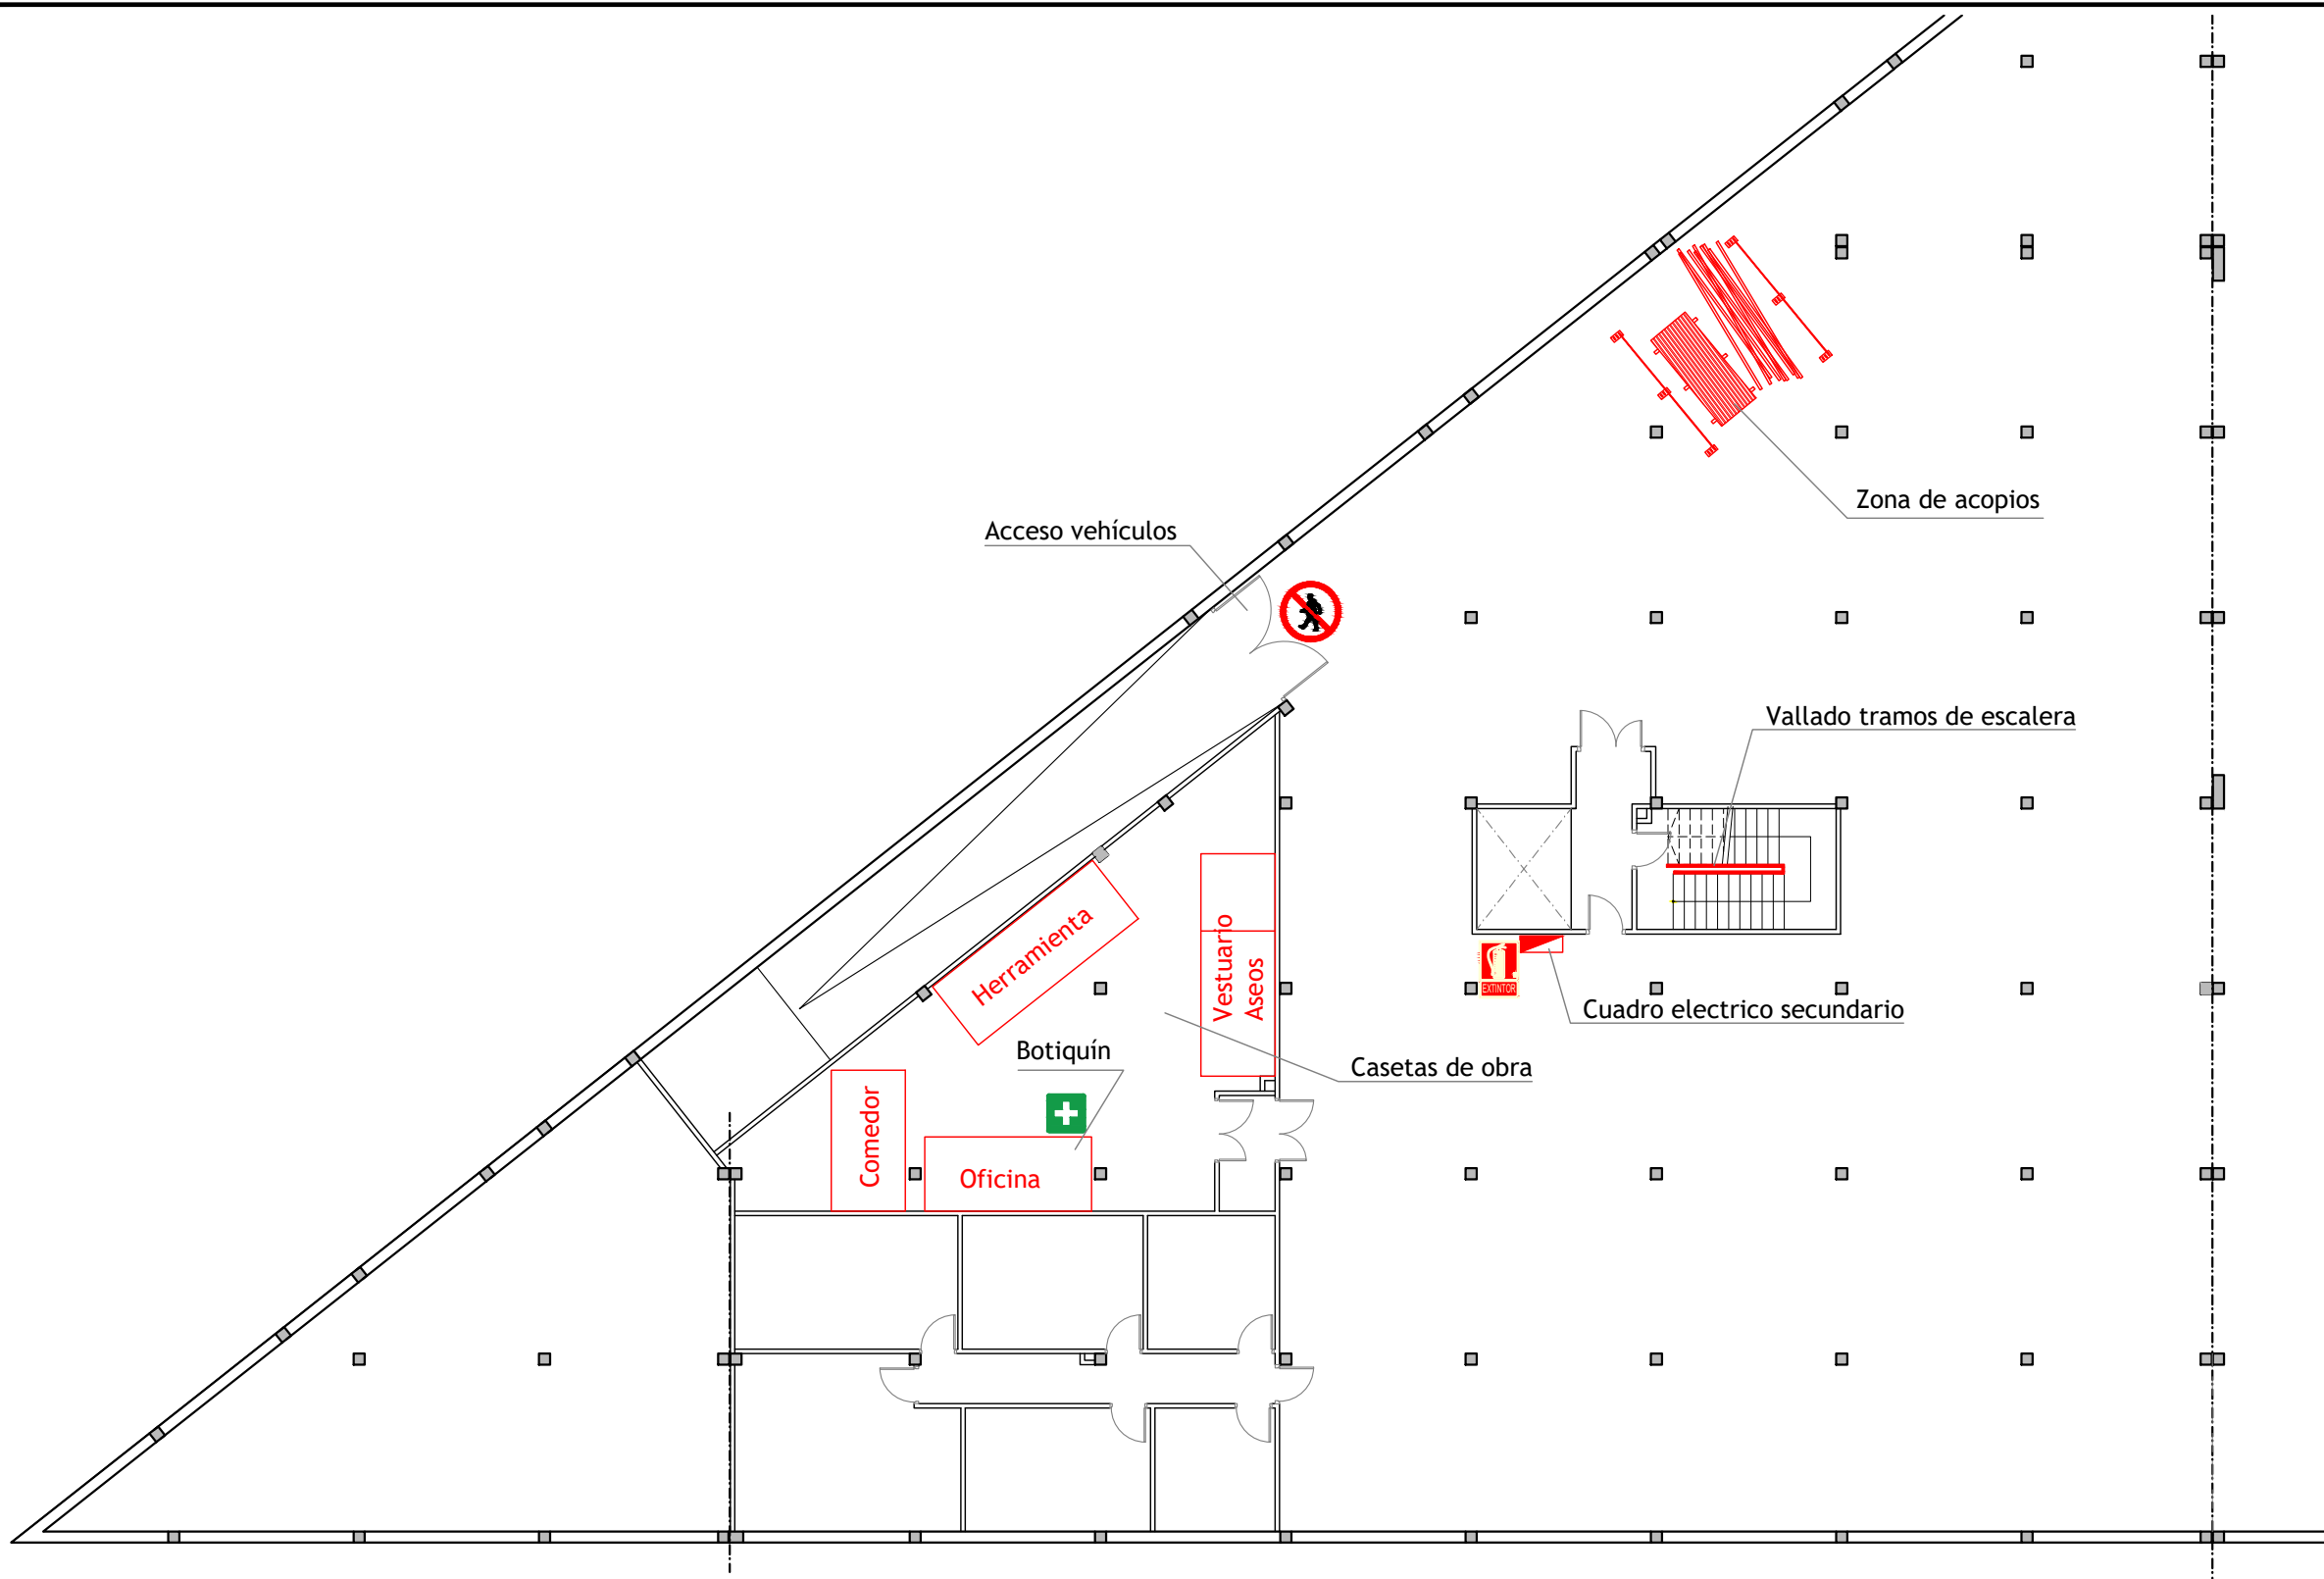 Zona de acopios
Acceso vehículos
Vallado tramos de escalera
Herramienta
Vestuario
Aseos
EXTINTOR
Cuadro electrico secundario
Botiquín
Casetas de obra
Comedor
Oficina